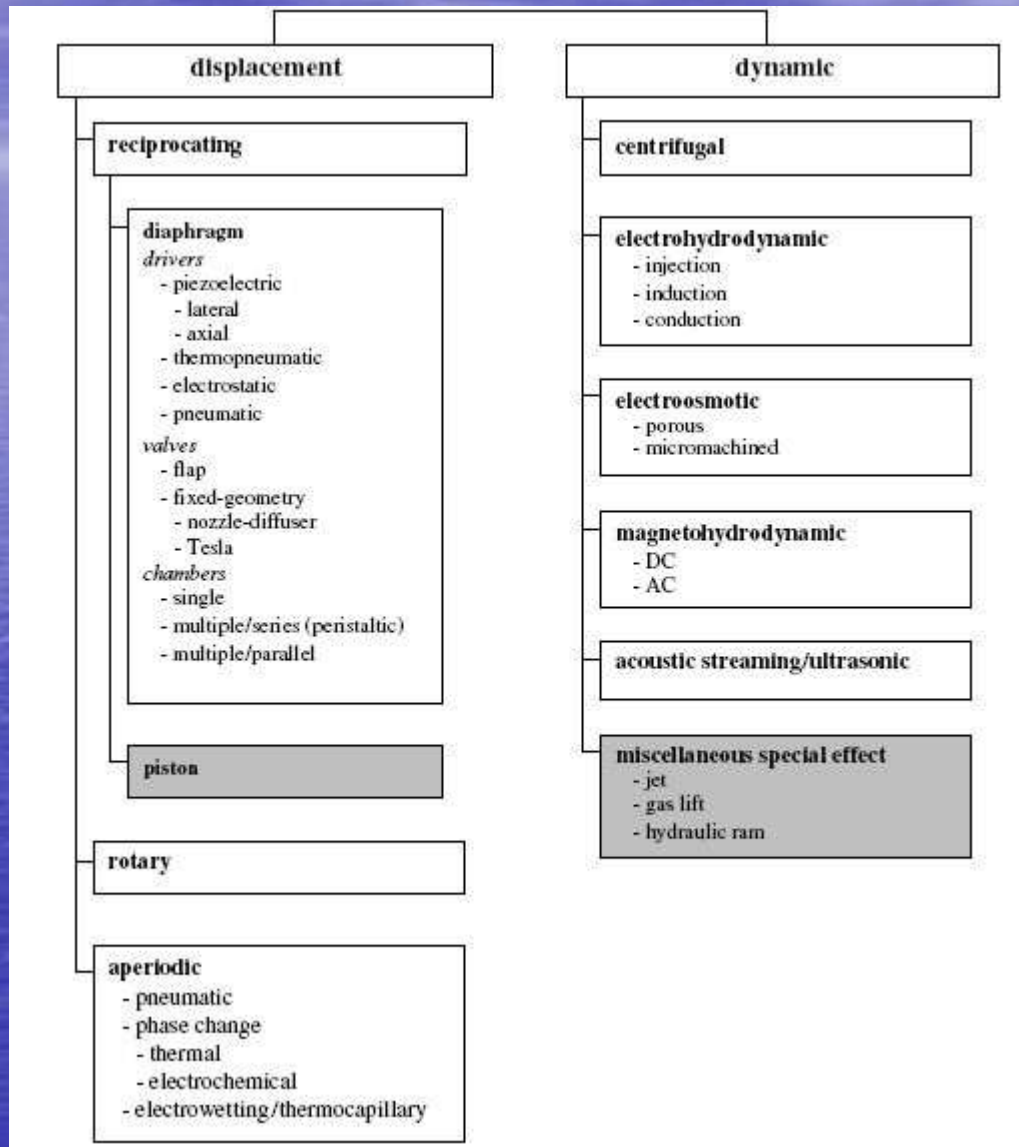 displacement
reciprocating
diaphragm
drivers
- piezoelectric
- lateral
- axial
- thermopneumatic
- electrostatic
- pneumatic
valves
- flap
- fixed-geometry
- nozzle-diffuser
- Tesla
chambers
- single
- multiple/series (peristaltic)
- multiple/parallel
piston
rotary
aperiodic
- pneumatic
- phase change
- thermal
- electrochemical
- electrowetting/thermocapillary
dynamic
centrifugal
electrohydrodynamic
- injection
- induction
- conduction
electroosmotic
- porous
- micromachined
magnetohydrodynamic
- DC
- AC
acoustic streaming/ultrasonic
miscellaneous special effect
- jet
- gas lift
- hydraulic ram